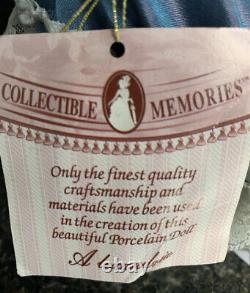 COLLECTIBLE MEMORIES
Only the finest quality
craftsmanship and
materials have been used
in the creation of this
beautiful Porcelain Doll
A